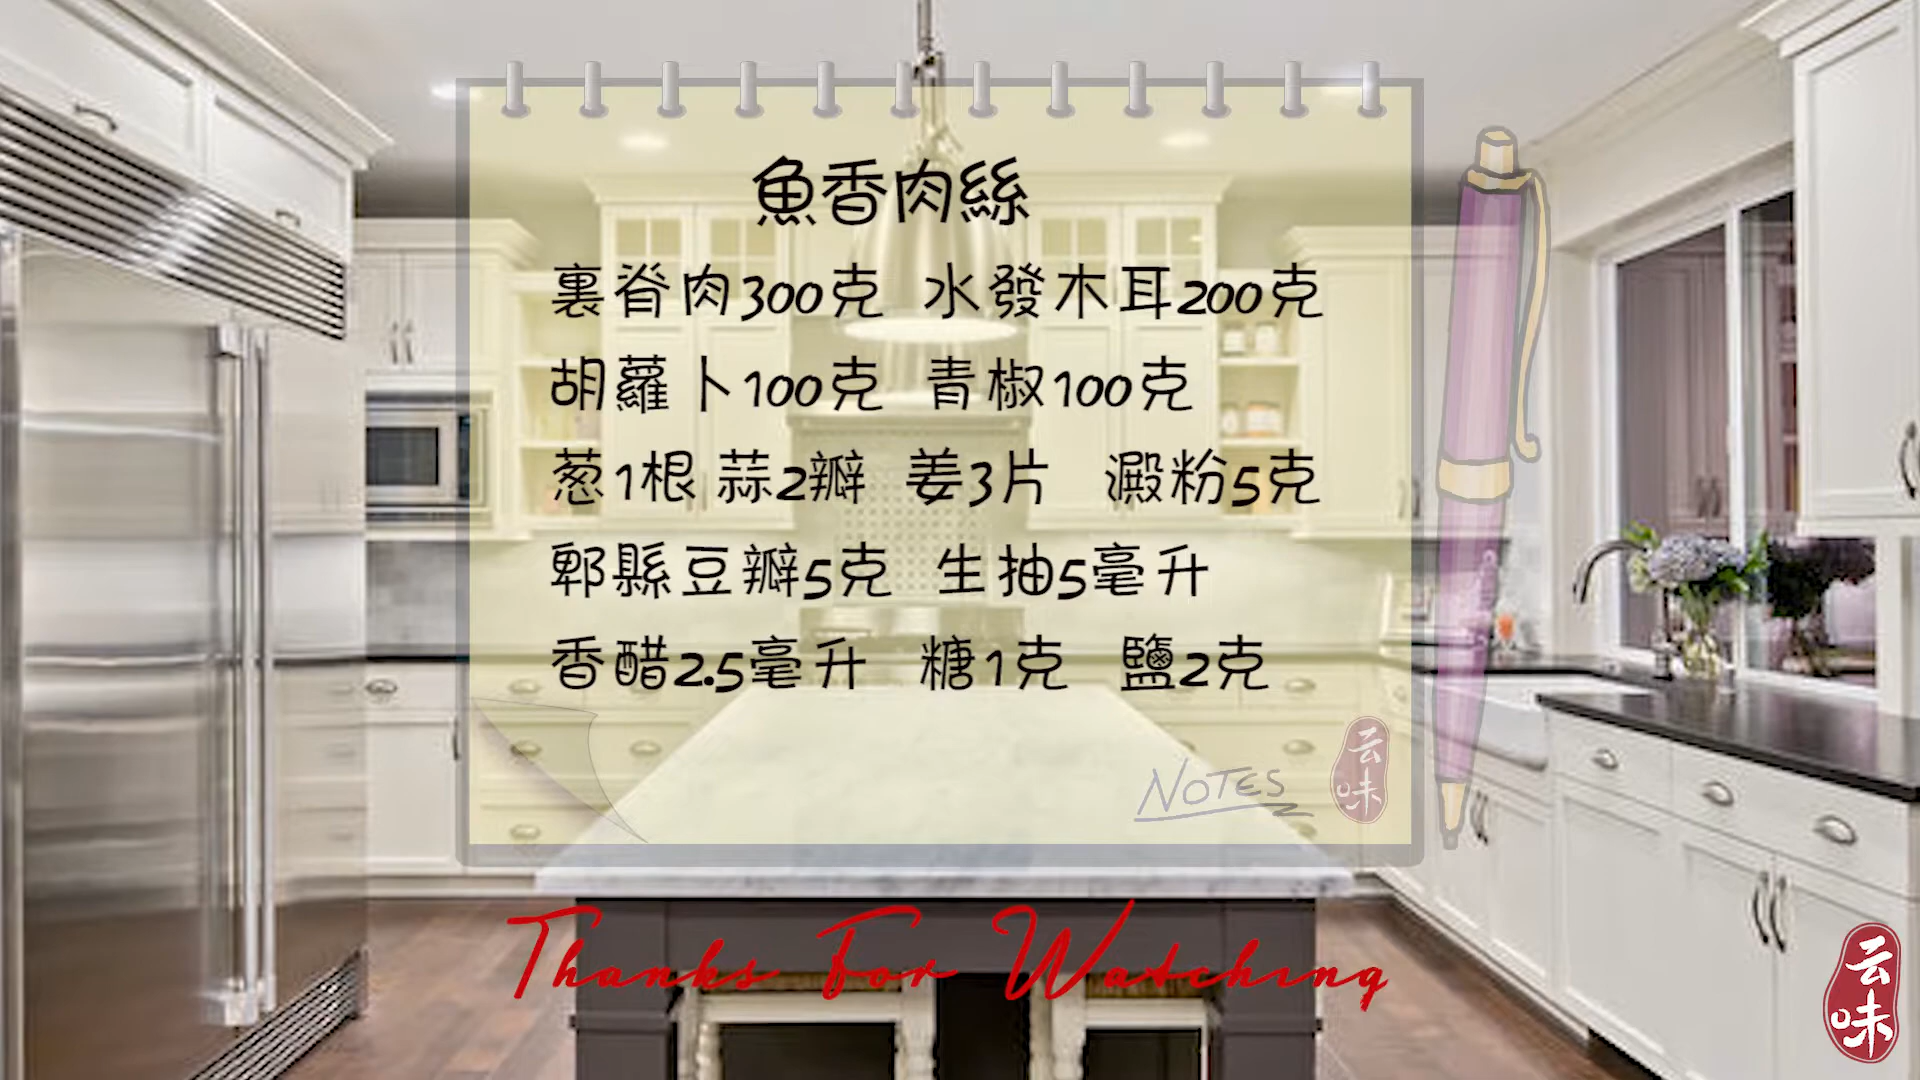 魚香肉絲
裏脊肉300克 水發木耳200克
胡蘿卜100克 青椒100克
葱1根 蒜2瓣 姜3片 澱粉5克
郫縣豆瓣5克 生抽5毫升
香醋2.5毫升 糖1克 鹽2克
NOTES
云味
Thanks For Watching
云味